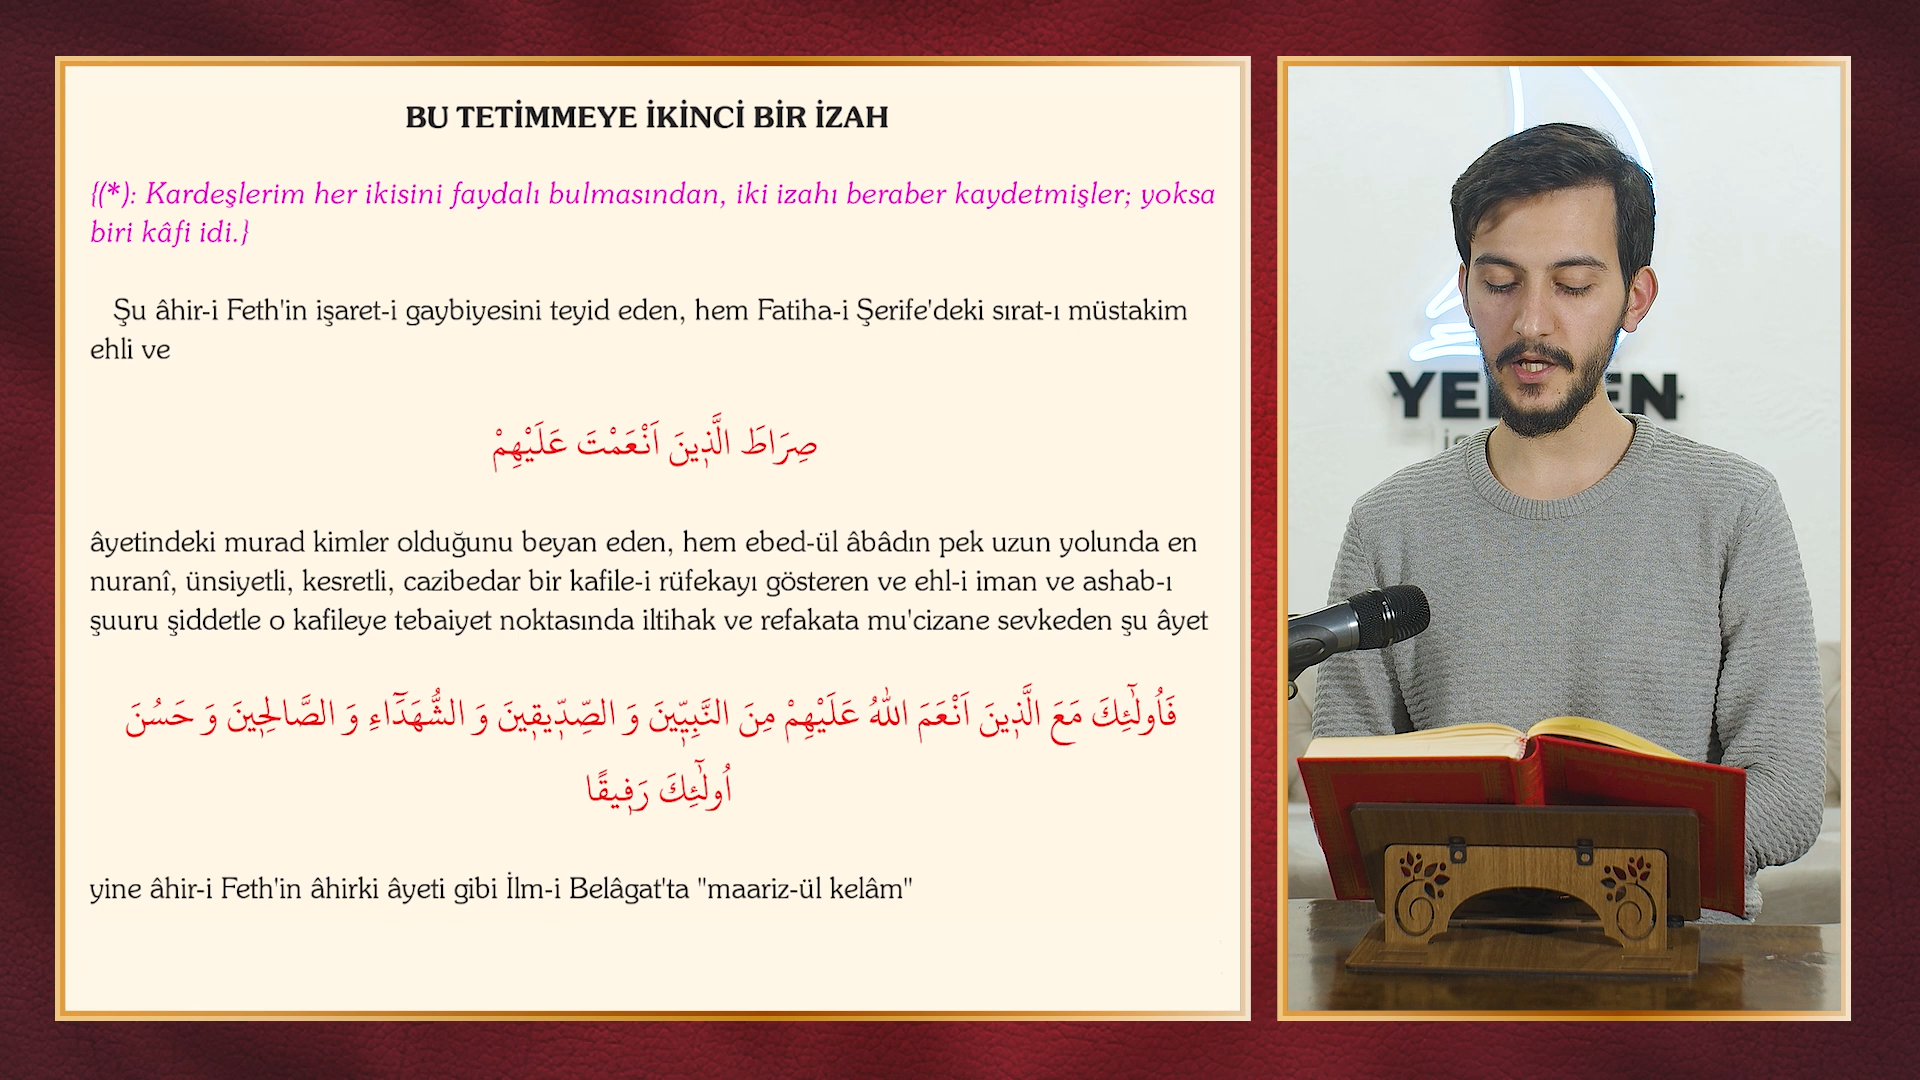 BU TETİMMEYE İKİNCİ BİR İZAH
{(*): Kardeşlerim her ikisini faydalı bulmasından, iki izahı beraber kaydetmişler; yoksa
biri kâfi idi.}
Şu âhir-i Feth'in işaret-i gaybiyesini teyid eden, hem Fatiha-i Şerife'deki sırat-ı müstakim
ehli ve
صِرَاطَ الَّذ۪ينَ اَنْعَمْتَ عَلَيْهِمْ
âyetindeki murad kimler olduğunu beyan eden, hem ebed-ül âbâdın pek uzun yolunda en
nuranî, ünsiyetli, kesretli, cazibedar bir kafile-i rüfekayı gösteren ve ehl-i iman ve ashab-ı
şuuru şiddetle o kafileye tebaiyet noktasında iltihak ve refakata mu'cizane sevkeden şu âyet
فَاُولٰٓئِكَ مَعَ الَّذ۪ينَ اَنْعَمَ اللّٰهُ عَلَيْهِمْ مِنَ النَّبِيّ۪ينَ وَ الصِّدّ۪يق۪ينَ وَ الشُّهَدَٓاءِ وَ الصَّالِح۪ينَ وَ حَسُنَ
اُولٰٓئِكَ رَف۪يقًا
yine âhir-i Feth'in âhirki âyeti gibi İlm-i Belâgat'ta "maariz-ül kelâm"